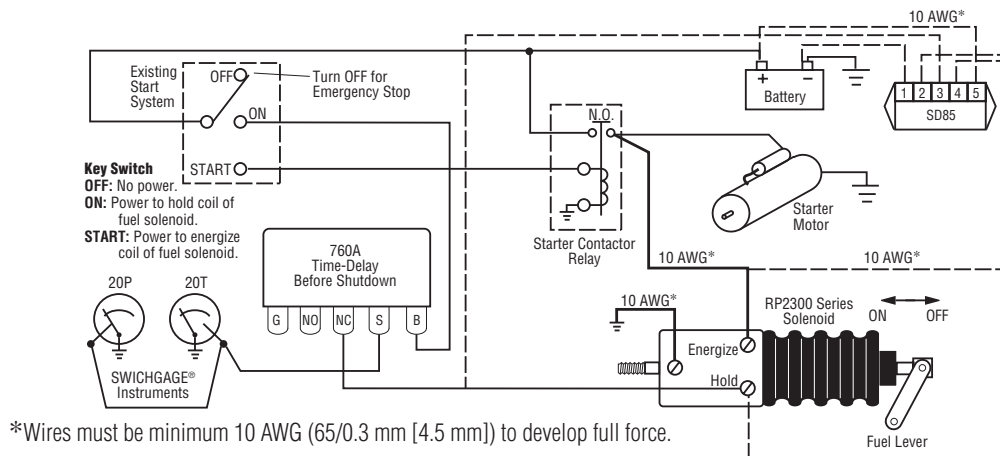 10 AWG*
Existing
Start
System
OFF
Turn OFF for
Emergency Stop
ON
START
+
–
Battery
1 2 3 4 5
SD85
N.O.
Key Switch
OFF: No power.
ON: Power to hold coil of
fuel solenoid.
START: Power to energize
coil of fuel solenoid.
Starter Contactor
Relay
Starter
Motor
760A
Time-Delay
Before Shutdown
G NO NC S B
20P
20T
SWICHGAGE®
Instruments
10 AWG*
10 AWG*
10 AWG*
RP2300 Series
Solenoid
ON
OFF
Energize
Hold
Fuel Lever
*Wires must be minimum 10 AWG (65/0.3 mm [4.5 mm]) to develop full force.